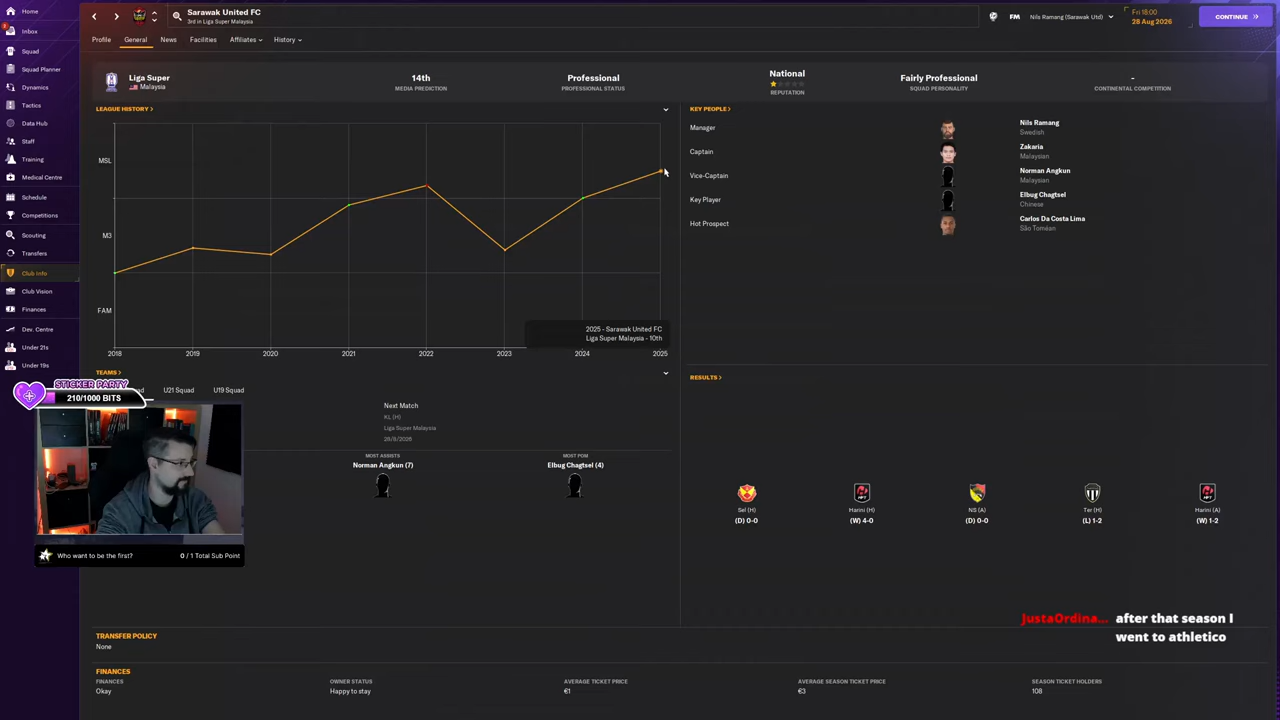 Home
Sarawak United FC
3rd in Liga Super Malaysia
FM
Nils Ramang (Sarawak Utd)
Fri 18:00
28 Aug 2026
CONTINUE
Inbox
Squad
Squad Planner
Dynamics
Tactics
Data Hub
Staff
Training
Medical Centre
Schedule
Competitions
Scouting
Transfers
Club Info
Club Vision
Finances
Dev. Centre
Under 21s
Under 19s
Profile
General
News
Facilities
Affiliates
History
Liga Super
Malaysia
14th
MEDIA PREDICTION
Professional
PROFESSIONAL STATUS
National
REPUTATION
Fairly Professional
SQUAD PERSONALITY
-
CONTINENTAL COMPETITION
LEAGUE HISTORY >
MSL
M3
FAM
2018
2019
2020
2021
2022
2023
2024
2025
2025 - Sarawak United FC
Liga Super Malaysia - 10th
KEY PEOPLE >
Manager
Nils Ramang
Swedish
Captain
Zakaria
Malaysian
Vice-Captain
Norman Angkun
Malaysian
Key Player
Elbug Chagtsel
Chinese
Hot Prospect
Carlos Da Costa Lima
São Toméan
TEAMS >
U21 Squad
U19 Squad
Next Match
KL (H)
Liga Super Malaysia
28/8/2026
MOST ASSISTS
Norman Angkun (7)
MOST POM
Elbug Chagtsel (4)
RESULTS >
Sel (H)
(D) 0-0
Harini (H)
(W) 4-0
NS (A)
(D) 0-0
Ter (H)
(L) 1-2
Harini (A)
(W) 1-2
STICKER PARTY
210/1000 BITS
Who want to be the first?
0 / 1 Total Sub Point
JustaOrdina... after that season I
went to athletico
TRANSFER POLICY
None
FINANCES
FINANCES
Okay
OWNER STATUS
Happy to stay
AVERAGE TICKET PRICE
€1
AVERAGE SEASON TICKET PRICE
€3
SEASON TICKET HOLDERS
108